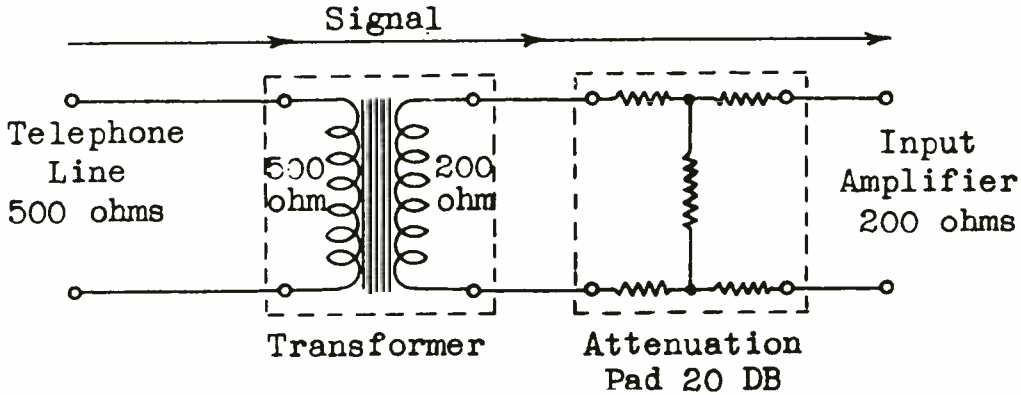 Signal
Telephone
Line
500 ohms
500
ohm
200
ohm
Input
Amplifier
200 ohms
Transformer
Attenuation
Pad 20 DB